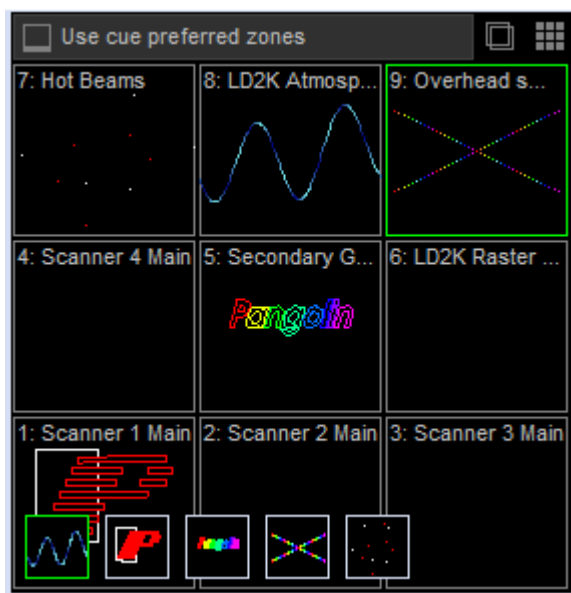 Use cue preferred zones
7: Hot Beams
8: LD2K Atmosp...
9: Overhead s...
4: Scanner 4 Main
5: Secondary G...
6: LD2K Raster ...
Pangolin
1: Scanner 1 Main
2: Scanner 2 Main
3: Scanner 3 Main
P